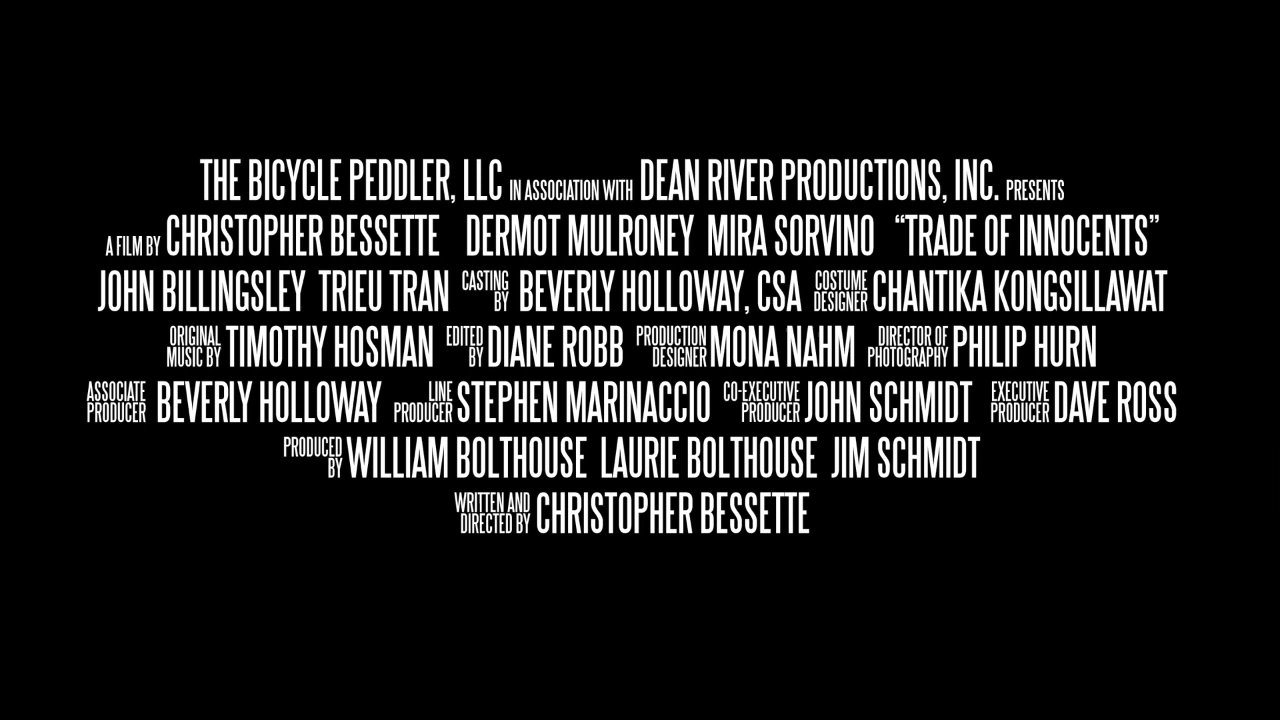 THE BICYCLE PEDDLER, LLC IN ASSOCIATION WITH DEAN RIVER PRODUCTIONS, INC. PRESENTS
A FILM BY CHRISTOPHER BESSETTE DERMOT MULRONEY MIRA SORVINO “TRADE OF INNOCENTS”
JOHN BILLINGSLEY TRIEU TRAN CASTING BY BEVERLY HOLLOWAY, CSA COSTUME DESIGNER CHANTIKA KONGSILLAWAT
ORIGINAL MUSIC BY TIMOTHY HOSMAN EDITED BY DIANE ROBB PRODUCTION DESIGNER MONA NAHM DIRECTOR OF PHOTOGRAPHY PHILIP HURN
ASSOCIATE PRODUCER BEVERLY HOLLOWAY LINE PRODUCER STEPHEN MARINACCIO CO-EXECUTIVE PRODUCER JOHN SCHMIDT EXECUTIVE PRODUCER DAVE ROSS
PRODUCED BY WILLIAM BOLTHOUSE LAURIE BOLTHOUSE JIM SCHMIDT
WRITTEN AND DIRECTED BY CHRISTOPHER BESSETTE